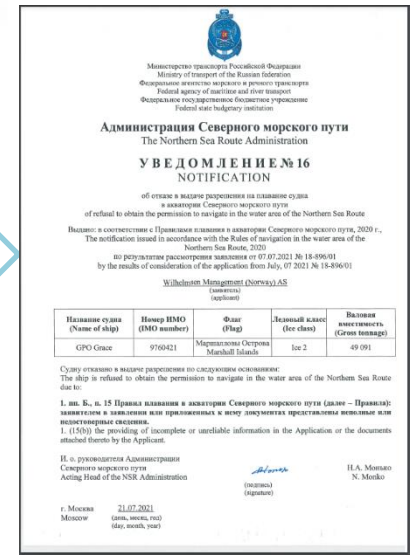 Министерство транспорта Российской Федерации
Ministry of transport of the Russian federation
Федеральное агентство морского и речного транспорта
Federal agency of maritime and river transport
Федеральное государственное бюджетное учреждение
Federal state budgetary institution
Администрация Северного морского пути
The Northern Sea Route Administration
УВЕДОМЛЕНИЕ № 16
NOTIFICATION
об отказе в выдаче разрешения на плавание судна
в акватории Северного морского пути
of refusal to obtain the permission to navigate in the water area of the Northern Sea Route
Выдано: в соответствии с Правилами плавания в акватории Северного морского пути, 2020 г.,
The notification issued in accordance with the Rules of navigation in the water area of the
Northern Sea Route, 2020
по результатам рассмотрения заявления от 07.07.2021 № 18-896/01
by the results of consideration of the application from July, 07 2021 № 18-896/01
Wilhelmsen Management (Norway) AS
(заявитель)
(applicant)
Название судна (Name of ship) Номер ИМО (IMO number) Флаг (Flag) Ледовый класс (Ice class) Валовая вместимость (Gross tonnage)
GPO Grace 9760421 Маршалловы Острова Marshall Islands Ice 2 49 091
Судну отказано в выдаче разрешения по следующим основаниям:
The ship is refused to obtain the permission to navigate in the water area of the Northern Sea Route
due to:
1. пп. Б., п. 15 Правил плавания в акватории Северного морского пути (далее – Правила):
заявителем в заявлении или приложенных к нему документах представлены неполные или
недостоверные сведения.
1. (15(b)) the providing of incomplete or unreliable information in the Application or the documents
attached thereto by the Applicant.
И. о. руководителя Администрации
Северного морского пути
Acting Head of the NSR Administration
(подпись)
(signature)
Н.А. Монько
N. Monko
г. Москва 21.07.2021
Moscow (день, месяц, год)
(day, month, year)